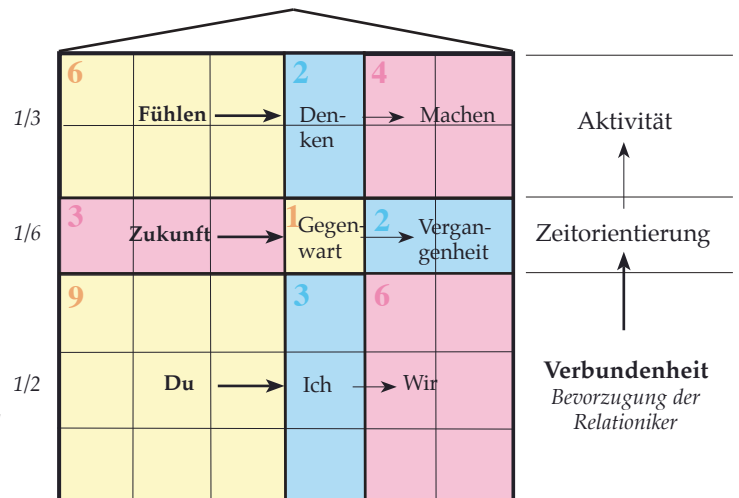 6 2 4
1/3 Fühlen Den-
ken Machen Aktivität
3 1 2
1/6 Zukunft Gegen-
wart Vergan-
genheit Zeitorientierung
9 3 6
1/2 Du Ich Wir
Verbundenheit
Bevorzugung der
Relationiker